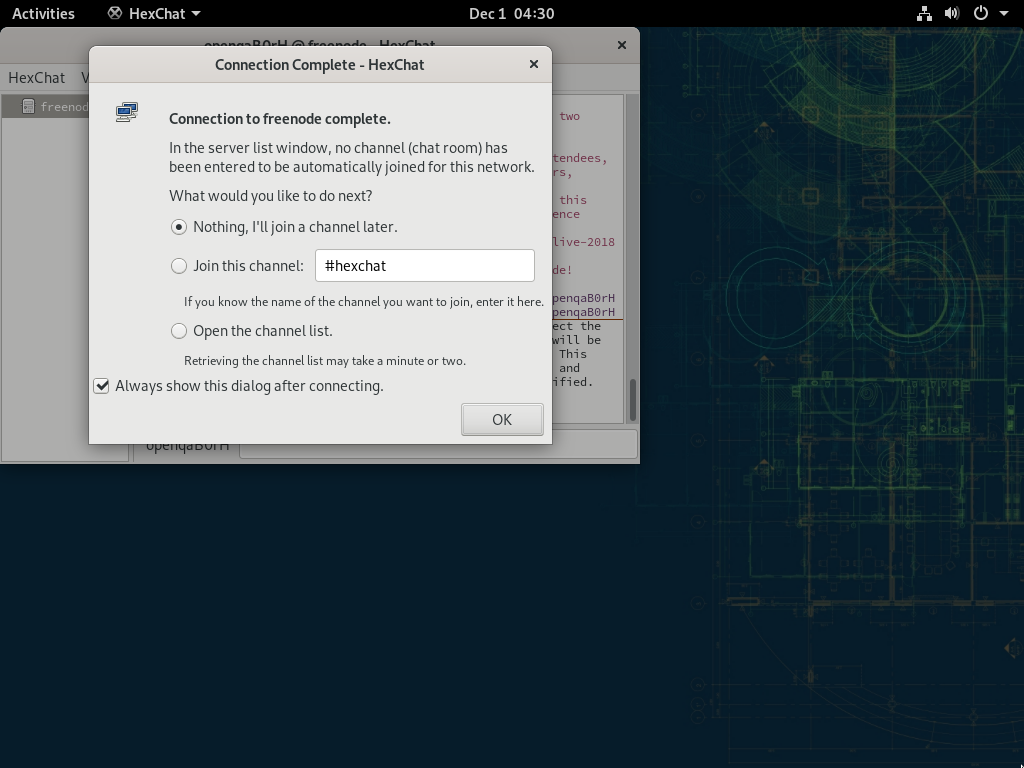 Activities HexChat Dec 1 04:30
openqaB0rH @ freenode - HexChat
Connection Complete - HexChat
HexChat
freenod
Connection to freenode complete.
In the server list window, no channel (chat room) has
been entered to be automatically joined for this network.
What would you like to do next?
Nothing, I'll join a channel later.
Join this channel: #hexchat
If you know the name of the channel you want to join, enter it here.
Open the channel list.
Retrieving the channel list may take a minute or two.
Always show this dialog after connecting.
OK
two
tendees,
rs,
this
ence
live-2018
de!
penqaB0rH
penqaB0rH
ect the
will be
This
and
ified.
openqaB0rH